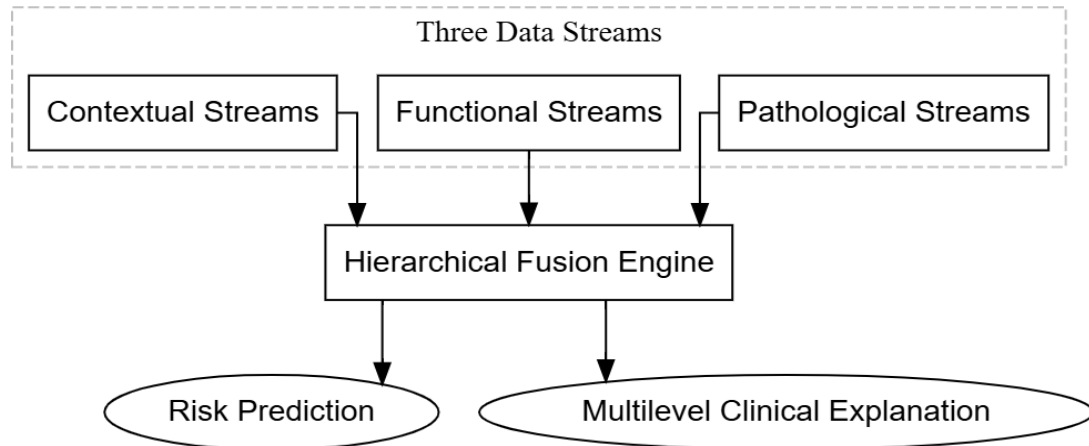 Three Data Streams
Contextual Streams
Functional Streams
Pathological Streams
Hierarchical Fusion Engine
Risk Prediction
Multilevel Clinical Explanation